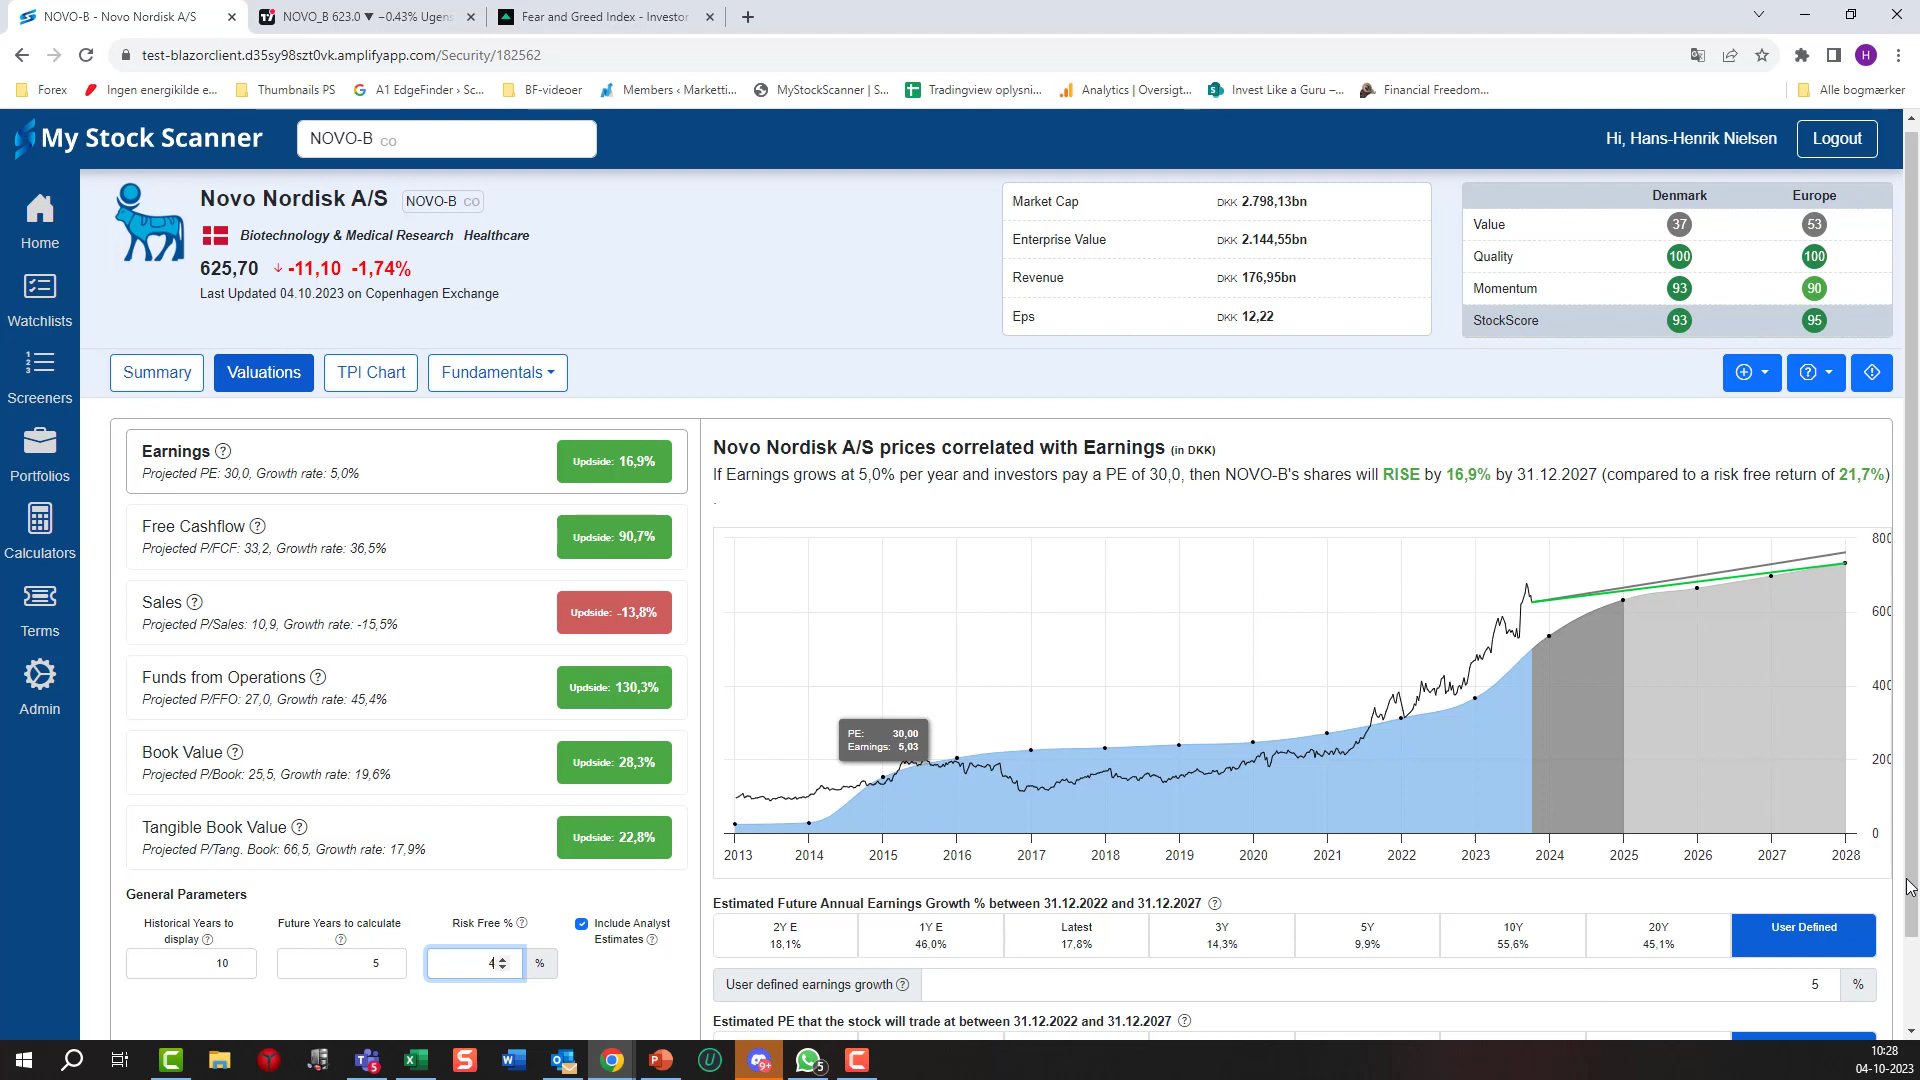 NOVO-B - Novo Nordisk A/S
NOVO_B 623.0 ▼ −0.43% Ugens
Fear and Greed Index - Investor
test-blazorclient.d35sy98szt0vk.amplifyapp.com/Security/182562
H
Forex
Ingen energikilde e...
Thumbnails PS
A1 EdgeFinder › Sc...
BF-videoer
Members ‹ Marketti...
MyStockScanner | S...
Tradingview oplysni...
Analytics | Oversigt...
Invest Like a Guru –...
Financial Freedom...
Alle bogmærker
My Stock Scanner
NOVO-B CO
Hi, Hans-Henrik Nielsen
Logout
Home
Watchlists
Screeners
Portfolios
Calculators
Terms
Admin
Novo Nordisk A/S NOVO-B CO
Biotechnology & Medical Research Healthcare
625,70 -11,10 -1,74%
Last Updated 04.10.2023 on Copenhagen Exchange
Market Cap DKK 2.798,13bn
Enterprise Value DKK 2.144,55bn
Revenue DKK 176,95bn
Eps DKK 12,22
Denmark Europe
Value 37 53
Quality 100 100
Momentum 93 90
StockScore 93 95
Summary
Valuations
TPI Chart
Fundamentals
Earnings
Projected PE: 30,0, Growth rate: 5,0%
Updside: 16,9%
Free Cashflow
Projected P/FCF: 33,2, Growth rate: 36,5%
Updside: 90,7%
Sales
Projected P/Sales: 10,9, Growth rate: -15,5%
Updside: -13,8%
Funds from Operations
Projected P/FFO: 27,0, Growth rate: 45,4%
Updside: 130,3%
Book Value
Projected P/Book: 25,5, Growth rate: 19,6%
Updside: 28,3%
Tangible Book Value
Projected P/Tang. Book: 66,5, Growth rate: 17,9%
Updside: 22,8%
General Parameters
Historical Years to
display
10
Future Years to calculate
5
Risk Free %
4 %
Include Analyst
Estimates
Novo Nordisk A/S prices correlated with Earnings (in DKK)
If Earnings grows at 5,0% per year and investors pay a PE of 30,0, then NOVO-B's shares will RISE by 16,9% by 31.12.2027 (compared to a risk free return of 21,7%)
.
800
600
400
200
0
PE: 30,00
Earnings: 5,03
2013 2014 2015 2016 2017 2018 2019 2020 2021 2022 2023 2024 2025 2026 2027 2028
Estimated Future Annual Earnings Growth % between 31.12.2022 and 31.12.2027
2Y E 1Y E Latest 3Y 5Y 10Y 20Y User Defined
18,1% 46,0% 17,8% 14,3% 9,9% 55,6% 45,1%
User defined earnings growth 5 %
Estimated PE that the stock will trade at between 31.12.2022 and 31.12.2027
10:28
04-10-2023